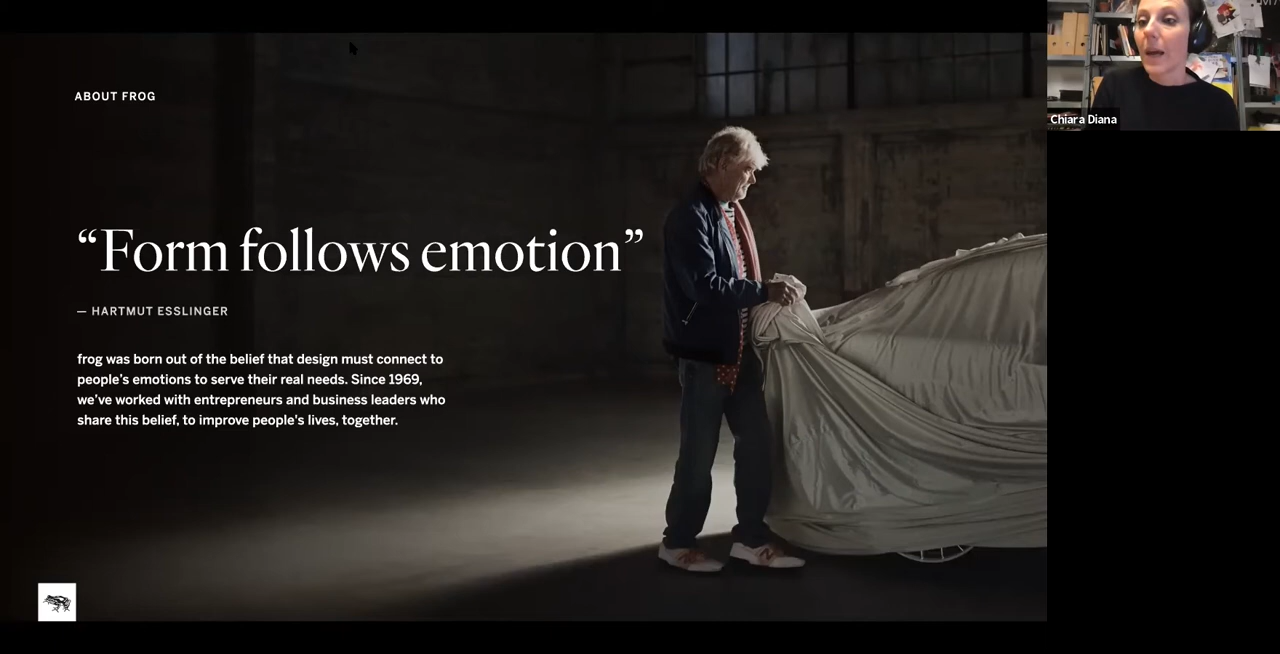 ABOUT FROG
“Form follows emotion”
— HARTMUT ESSLINGER
frog was born out of the belief that design must connect to
people’s emotions to serve their real needs. Since 1969,
we’ve worked with entrepreneurs and business leaders who
share this belief, to improve people’s lives, together.
Chiara Diana